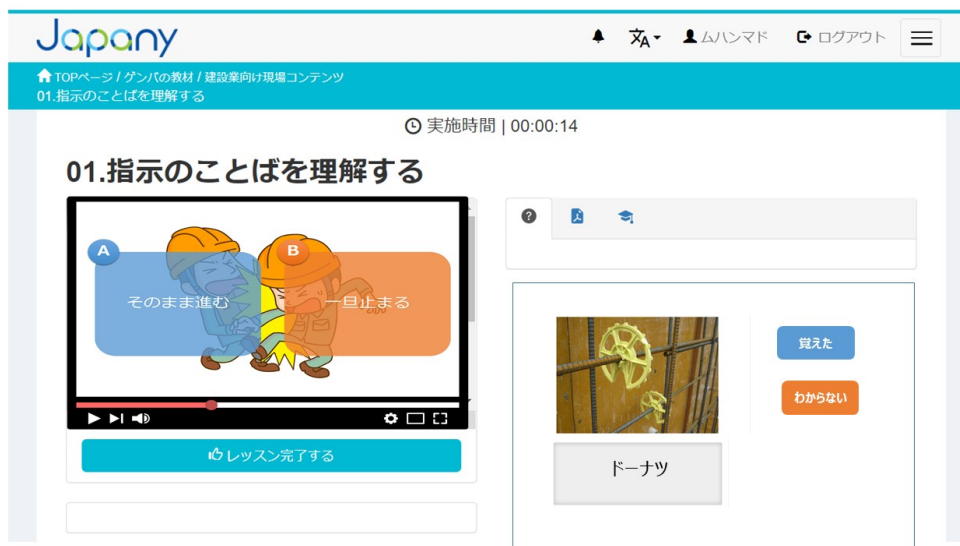 Japany
ムハンマド
ログアウト
TOPページ / ゲンバの教材 / 建設業向け現場コンテンツ
01.指示のことばを理解する
実施時間 | 00:00:14
01.指示のことばを理解する
A
そのまま進む
B
一旦止まる
覚えた
わからない
ドーナツ
レッスン完了する